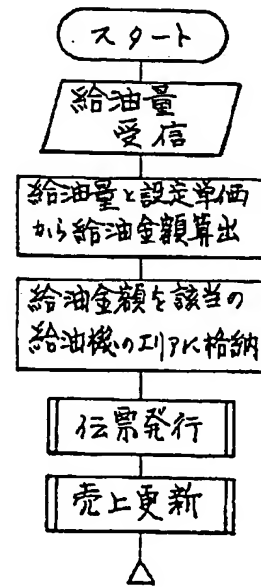 スタート
給油量
受信
給油量と設定単価
から給油金額算出
給油金額を該当の
給油機のエリアに格納
伝票発行
売上更新